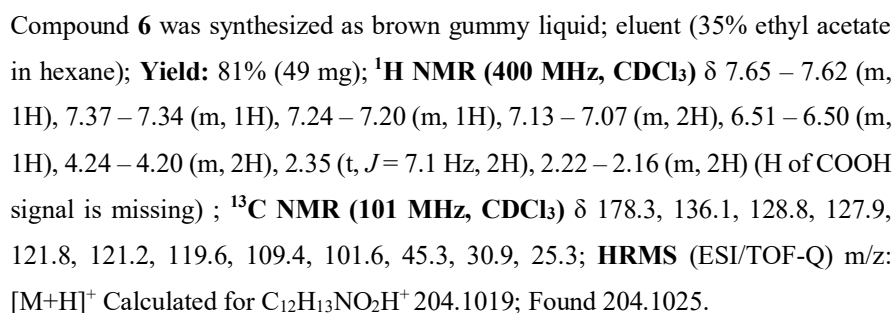 Compound 6 was synthesized as brown gummy liquid; eluent (35% ethyl acetate
in hexane); Yield: 81% (49 mg); ¹H NMR (400 MHz, CDCl₃) δ 7.65 – 7.62 (m,
1H), 7.37 – 7.34 (m, 1H), 7.24 – 7.20 (m, 1H), 7.13 – 7.07 (m, 2H), 6.51 – 6.50 (m,
1H), 4.24 – 4.20 (m, 2H), 2.35 (t, J = 7.1 Hz, 2H), 2.22 – 2.16 (m, 2H) (H of COOH
signal is missing) ; ¹³C NMR (101 MHz, CDCl₃) δ 178.3, 136.1, 128.8, 127.9,
121.8, 121.2, 119.6, 109.4, 101.6, 45.3, 30.9, 25.3; HRMS (ESI/TOF-Q) m/z:
[M+H]⁺ Calculated for C₁₂H₁₃NO₂H⁺ 204.1019; Found 204.1025.